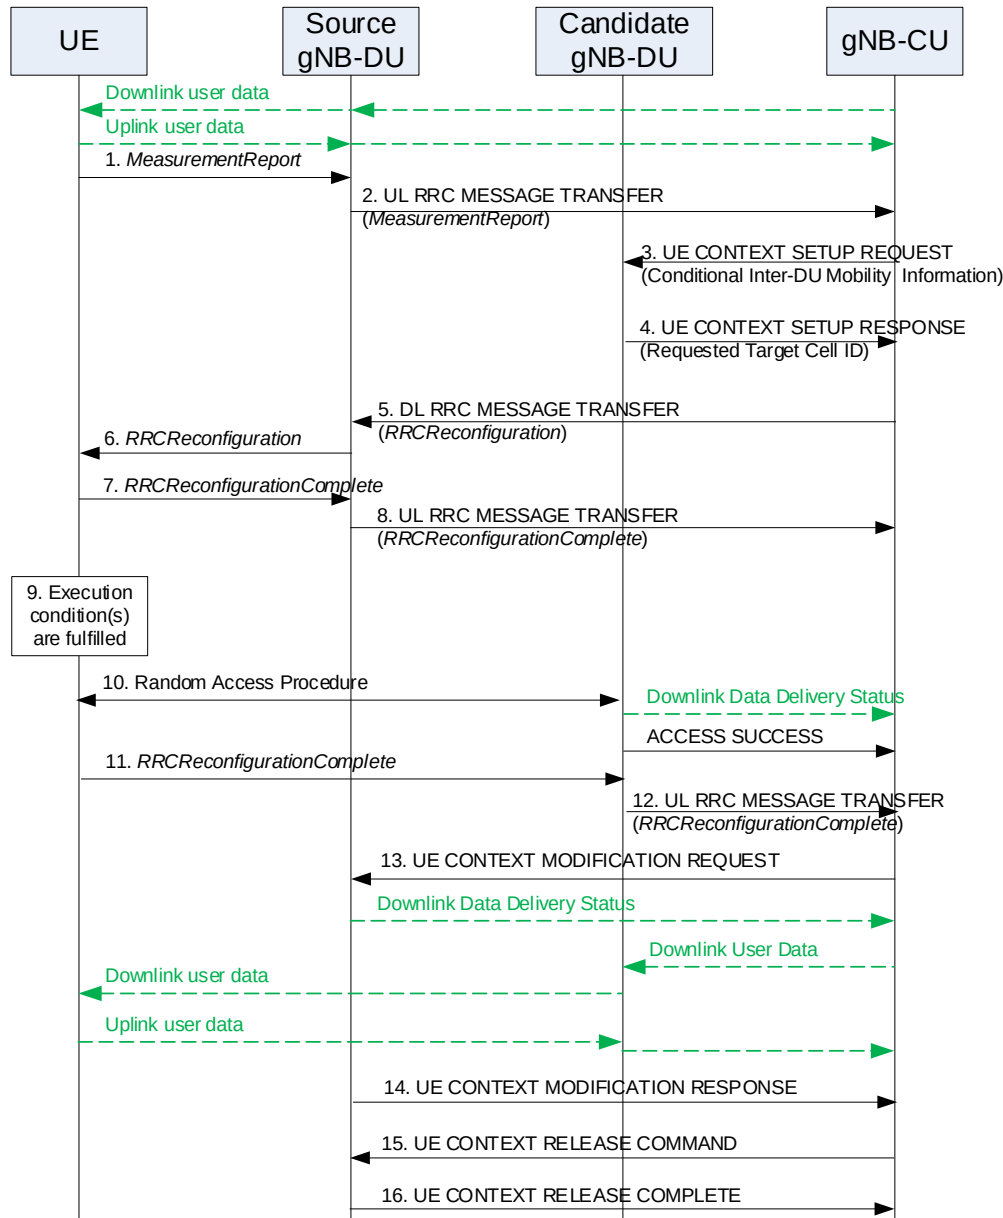 UE
Source
gNB-DU
Candidate
gNB-DU
gNB-CU
Downlink user data
Uplink user data
1. MeasurementReport
2. UL RRC MESSAGE TRANSFER
(MeasurementReport)
3. UE CONTEXT SETUP REQUEST
(Conditional Inter-DU Mobility Information)
4. UE CONTEXT SETUP RESPONSE
(Requested Target Cell ID)
5. DL RRC MESSAGE TRANSFER
(RRCReconfiguration)
6. RRCReconfiguration
7. RRCReconfigurationComplete
8. UL RRC MESSAGE TRANSFER
(RRCReconfigurationComplete)
9. Execution
condition(s)
are fulfilled
10. Random Access Procedure
Downlink Data Delivery Status
ACCESS SUCCESS
11. RRCReconfigurationComplete
12. UL RRC MESSAGE TRANSFER
(RRCReconfigurationComplete)
13. UE CONTEXT MODIFICATION REQUEST
Downlink Data Delivery Status
Downlink User Data
Downlink user data
Uplink user data
14. UE CONTEXT MODIFICATION RESPONSE
15. UE CONTEXT RELEASE COMMAND
16. UE CONTEXT RELEASE COMPLETE